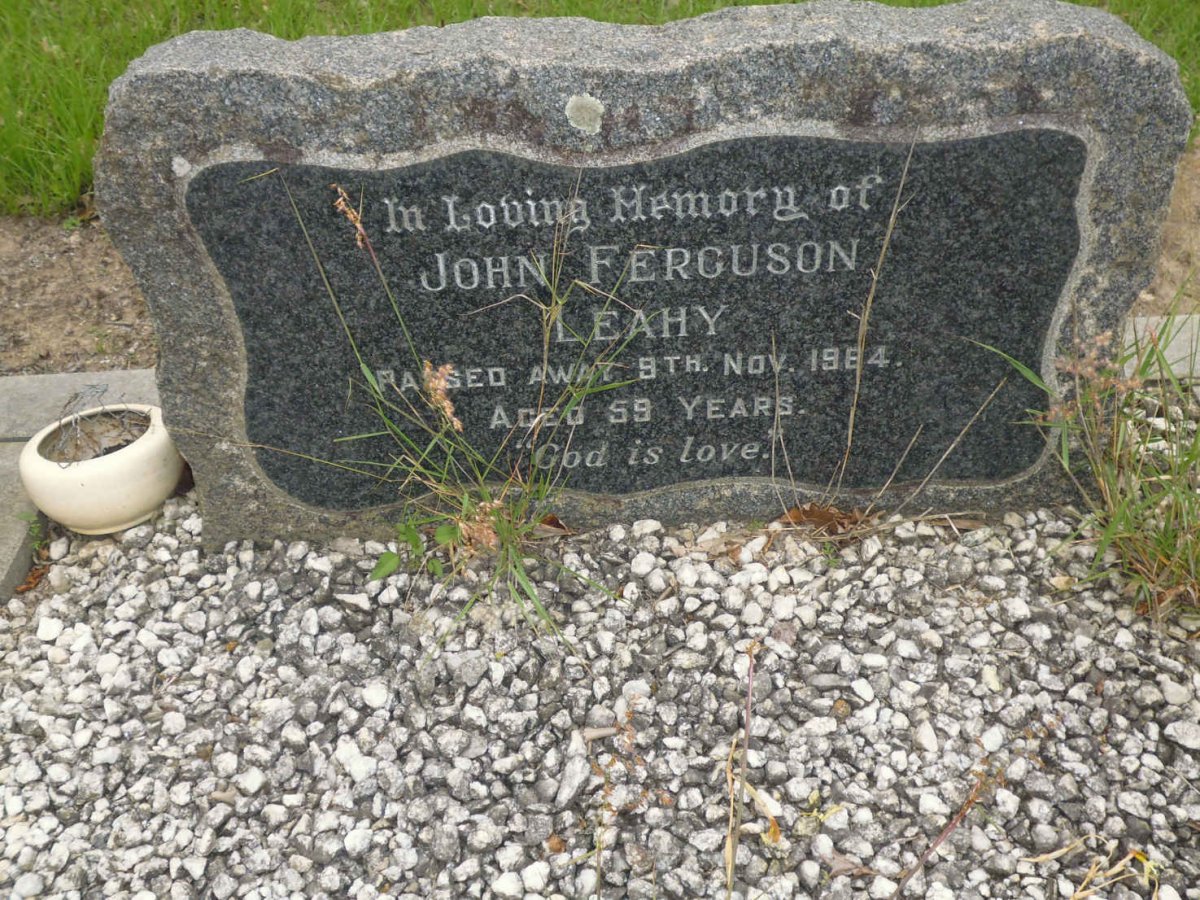 In Loving Memory of
JOHN FERGUSON
LEAHY
PASSED AWAY 9TH. NOV. 1964.
AGED 59 YEARS.
"God is love."